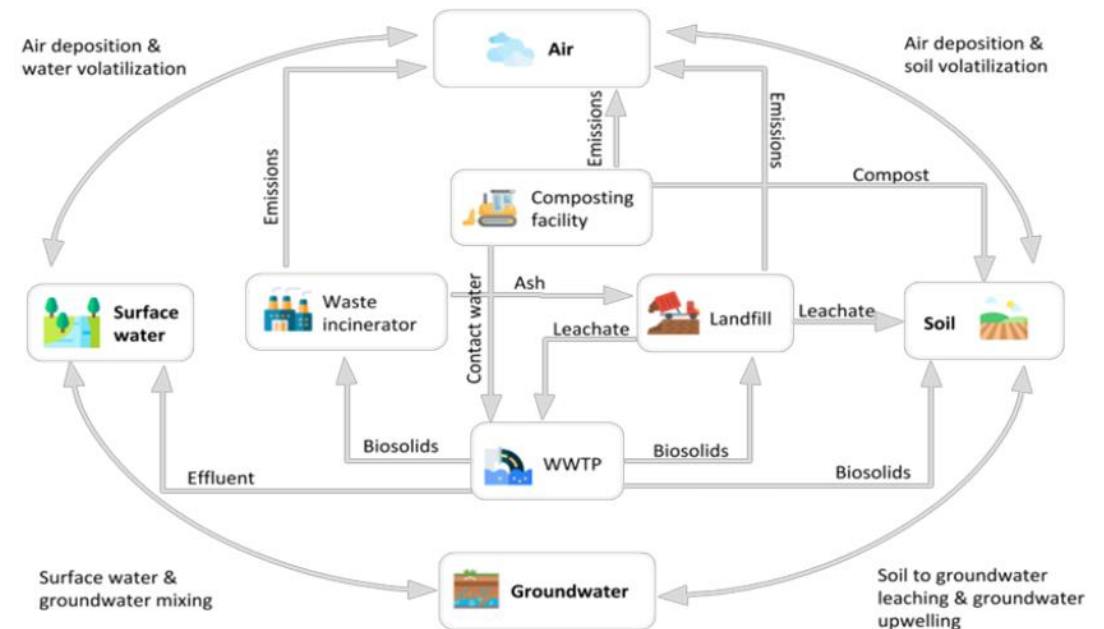 Air deposition &
water volatilization
Air
Air deposition &
soil volatilization
Emissions
Emissions
Emissions
Composting
facility
Compost
Surface
water
Waste
incinerator
Contact water
Ash
Landfill
Leachate
Leachate
Soil
Biosolids
WWTP
Biosolids
Biosolids
Effluent
Surface water &
groundwater mixing
Groundwater
Soil to groundwater
leaching & groundwater
upwelling